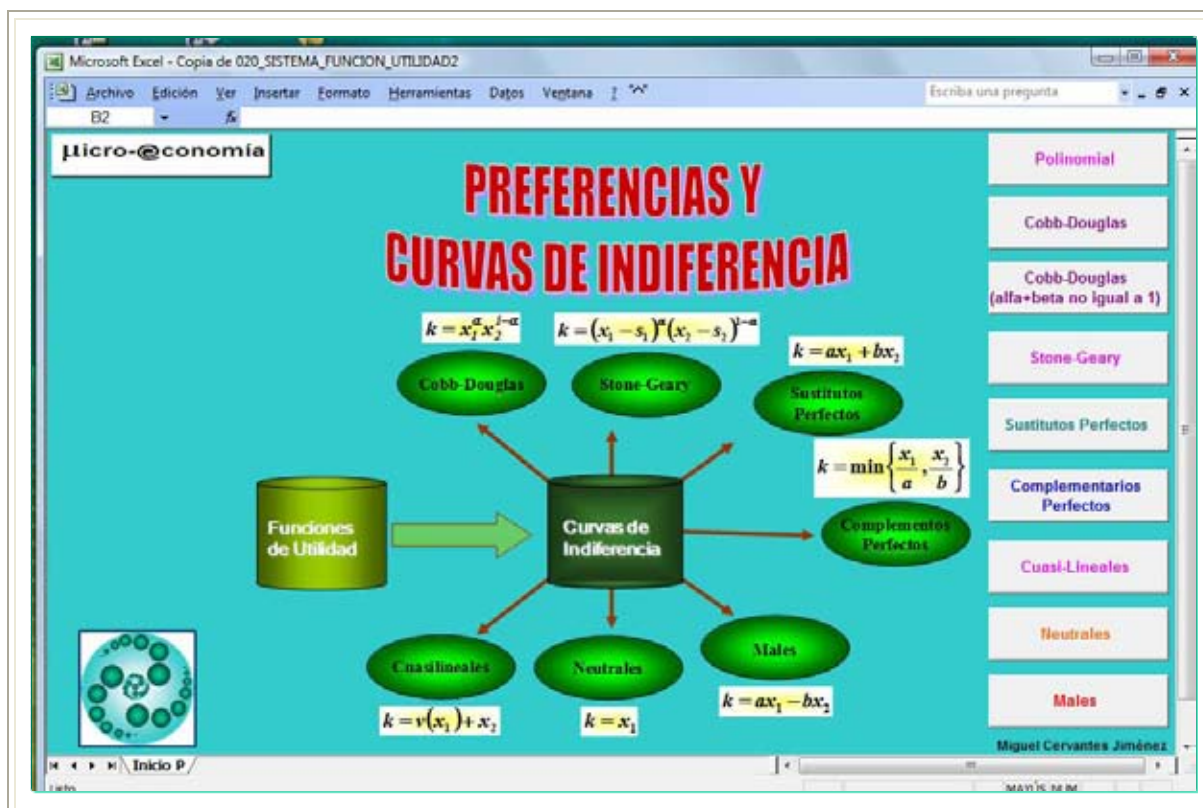 Microsoft Excel - Copia de 020_SISTEMA_FUNCION_UTILIDAD2
Archivo Edición Ver Insertar Formato Herramientas Datos Ventana ?
Escriba una pregunta
B2
fx
µicro-@conomía
PREFERENCIAS Y
CURVAS DE INDIFERENCIA
k = x₁^α x₂^(1-α)
k = (x₁ - s₁)^α (x₂ - s₂)^(1-α)
k = ax₁ + bx₂
Cobb-Douglas
Stone-Geary
Sustitutos
Perfectos
k = min{x₁/a, x₂/b}
Funciones
de Utilidad
Curvas de
Indiferencia
Complementos
Perfectos
Cuasilineales
Neutrales
Males
k = v(x₁) + x₂
k = x₁
k = ax₁ - bx₂
Polinomial
Cobb-Douglas
Cobb-Douglas
(alfa+beta no igual a 1)
Stone-Geary
Sustitutos Perfectos
Complementarios
Perfectos
Cuasi-Lineales
Neutrales
Males
Miguel Cervantes Jiménez
Inicio P